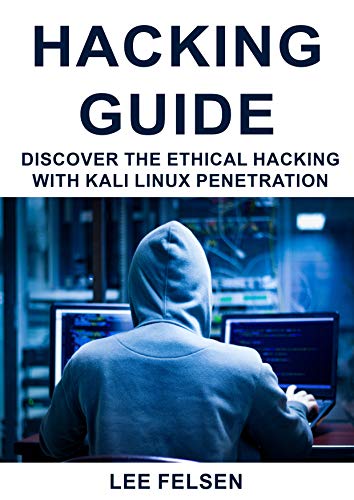 HACKING
GUIDE
DISCOVER THE ETHICAL HACKING
WITH KALI LINUX PENETRATION
LEE FELSEN